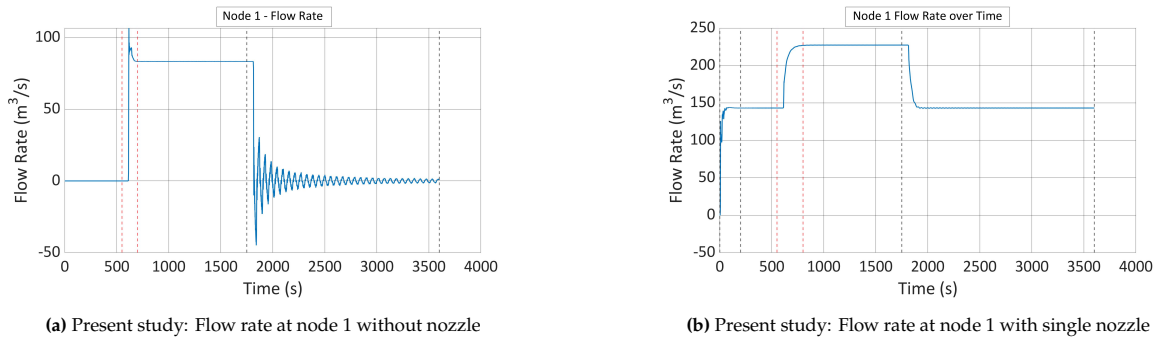 Node 1 - Flow Rate
100
50
0
-50
Flow Rate (m³/s)
0 500 1000 1500 2000 2500 3000 3500 4000
Time (s)
(a) Present study: Flow rate at node 1 without nozzle
Node 1 Flow Rate over Time
250
200
150
100
50
0
-50
Flow Rate (m³/s)
0 500 1000 1500 2000 2500 3000 3500 4000
Time (s)
(b) Present study: Flow rate at node 1 with single nozzle